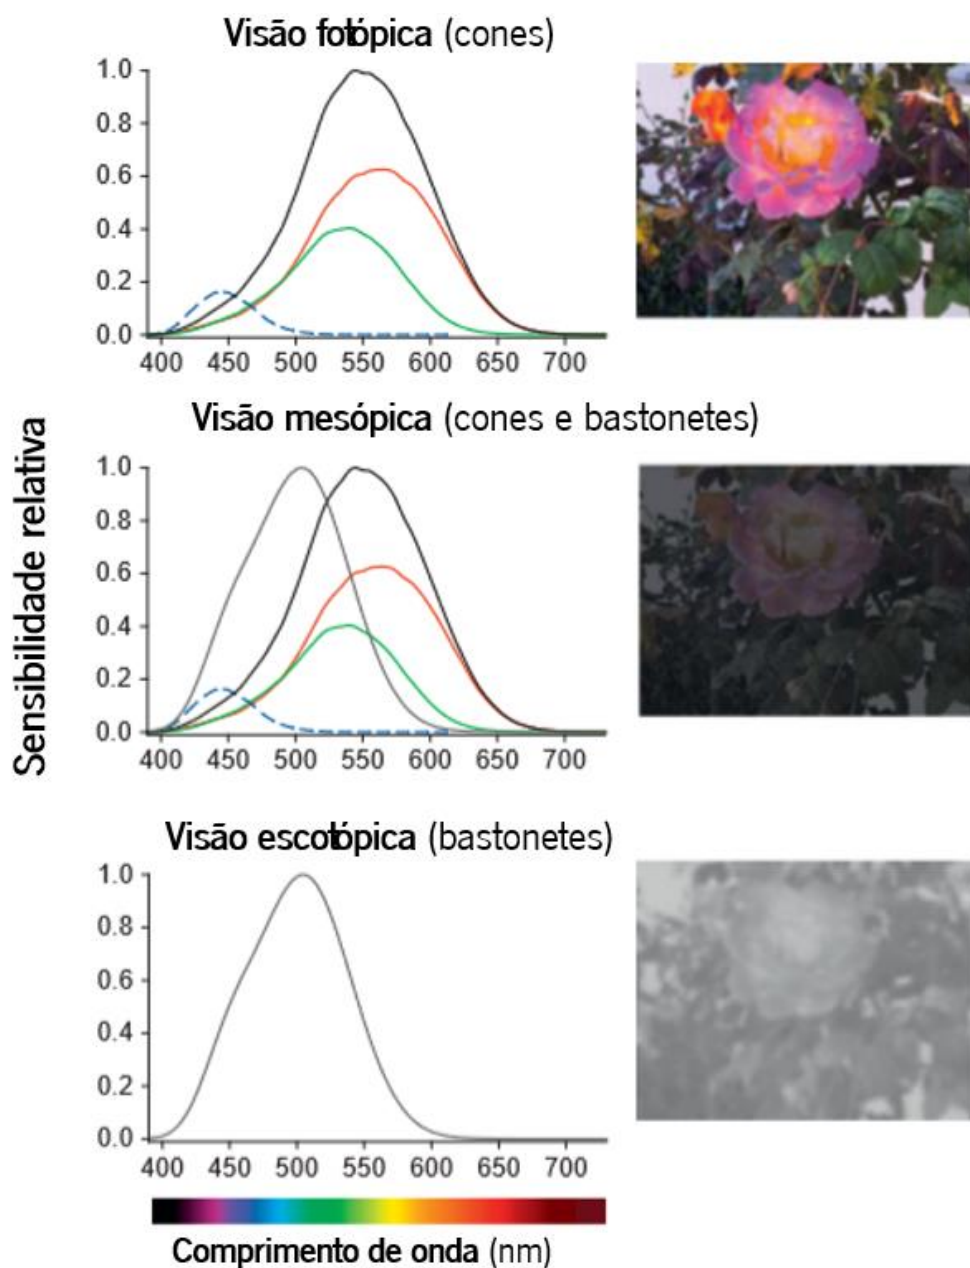 Visão fotópica (cones)
1.0
0.8
0.6
0.4
0.2
0.0
400 450 500 550 600 650 700
Visão mesópica (cones e bastonetes)
Sensibilidade relativa
1.0
0.8
0.6
0.4
0.2
0.0
400 450 500 550 600 650 700
Visão escotópica (bastonetes)
1.0
0.8
0.6
0.4
0.2
0.0
400 450 500 550 600 650 700
Comprimento de onda (nm)